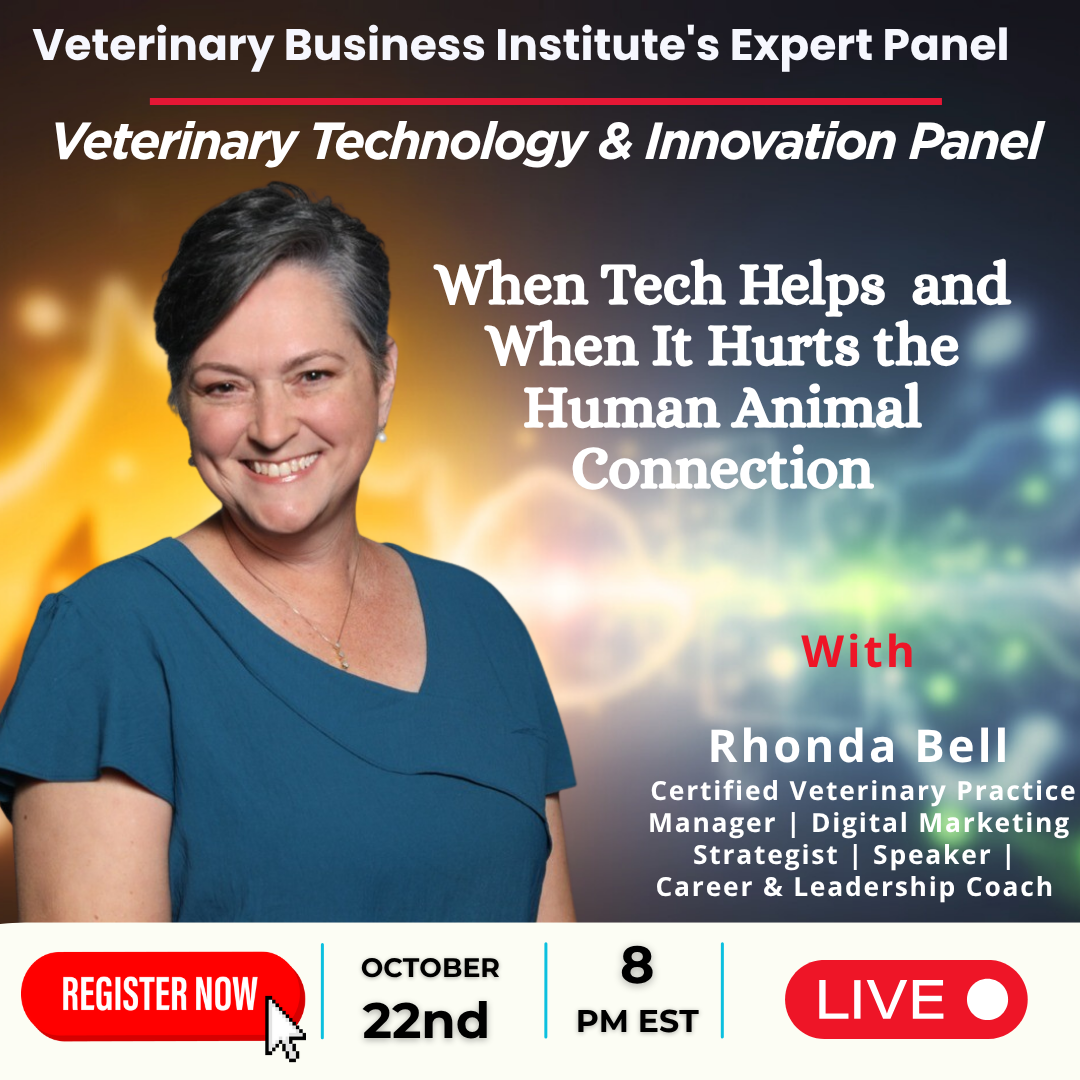 Veterinary Business Institute's Expert Panel
Veterinary Technology & Innovation Panel
When Tech Helps and
When It Hurts the
Human Animal
Connection
With
Rhonda Bell
Certified Veterinary Practice
Manager | Digital Marketing
Strategist | Speaker |
Career & Leadership Coach
REGISTER NOW
OCTOBER
22nd
8
PM EST
LIVE